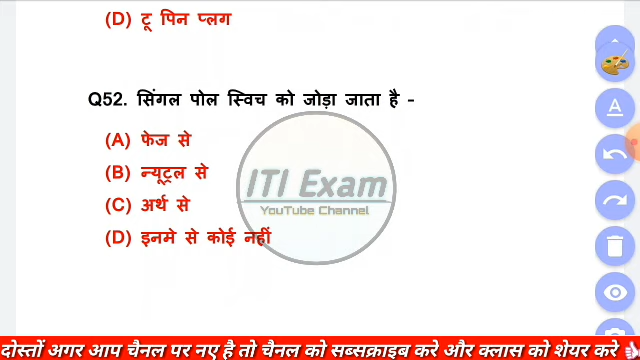 (D) टू पिन प्लग
Q52. सिंगल पोल स्विच को जोड़ा जाता है -
(A) फेज से
(B) न्यूट्रल से
(C) अर्थ से
(D) इनमे से कोई नहीं
ITI Exam
YouTube Channel
A
दोस्तों अगर आप चैनल पर नए है तो चैनल को सब्सक्राइब करे और क्लास को शेयर करे